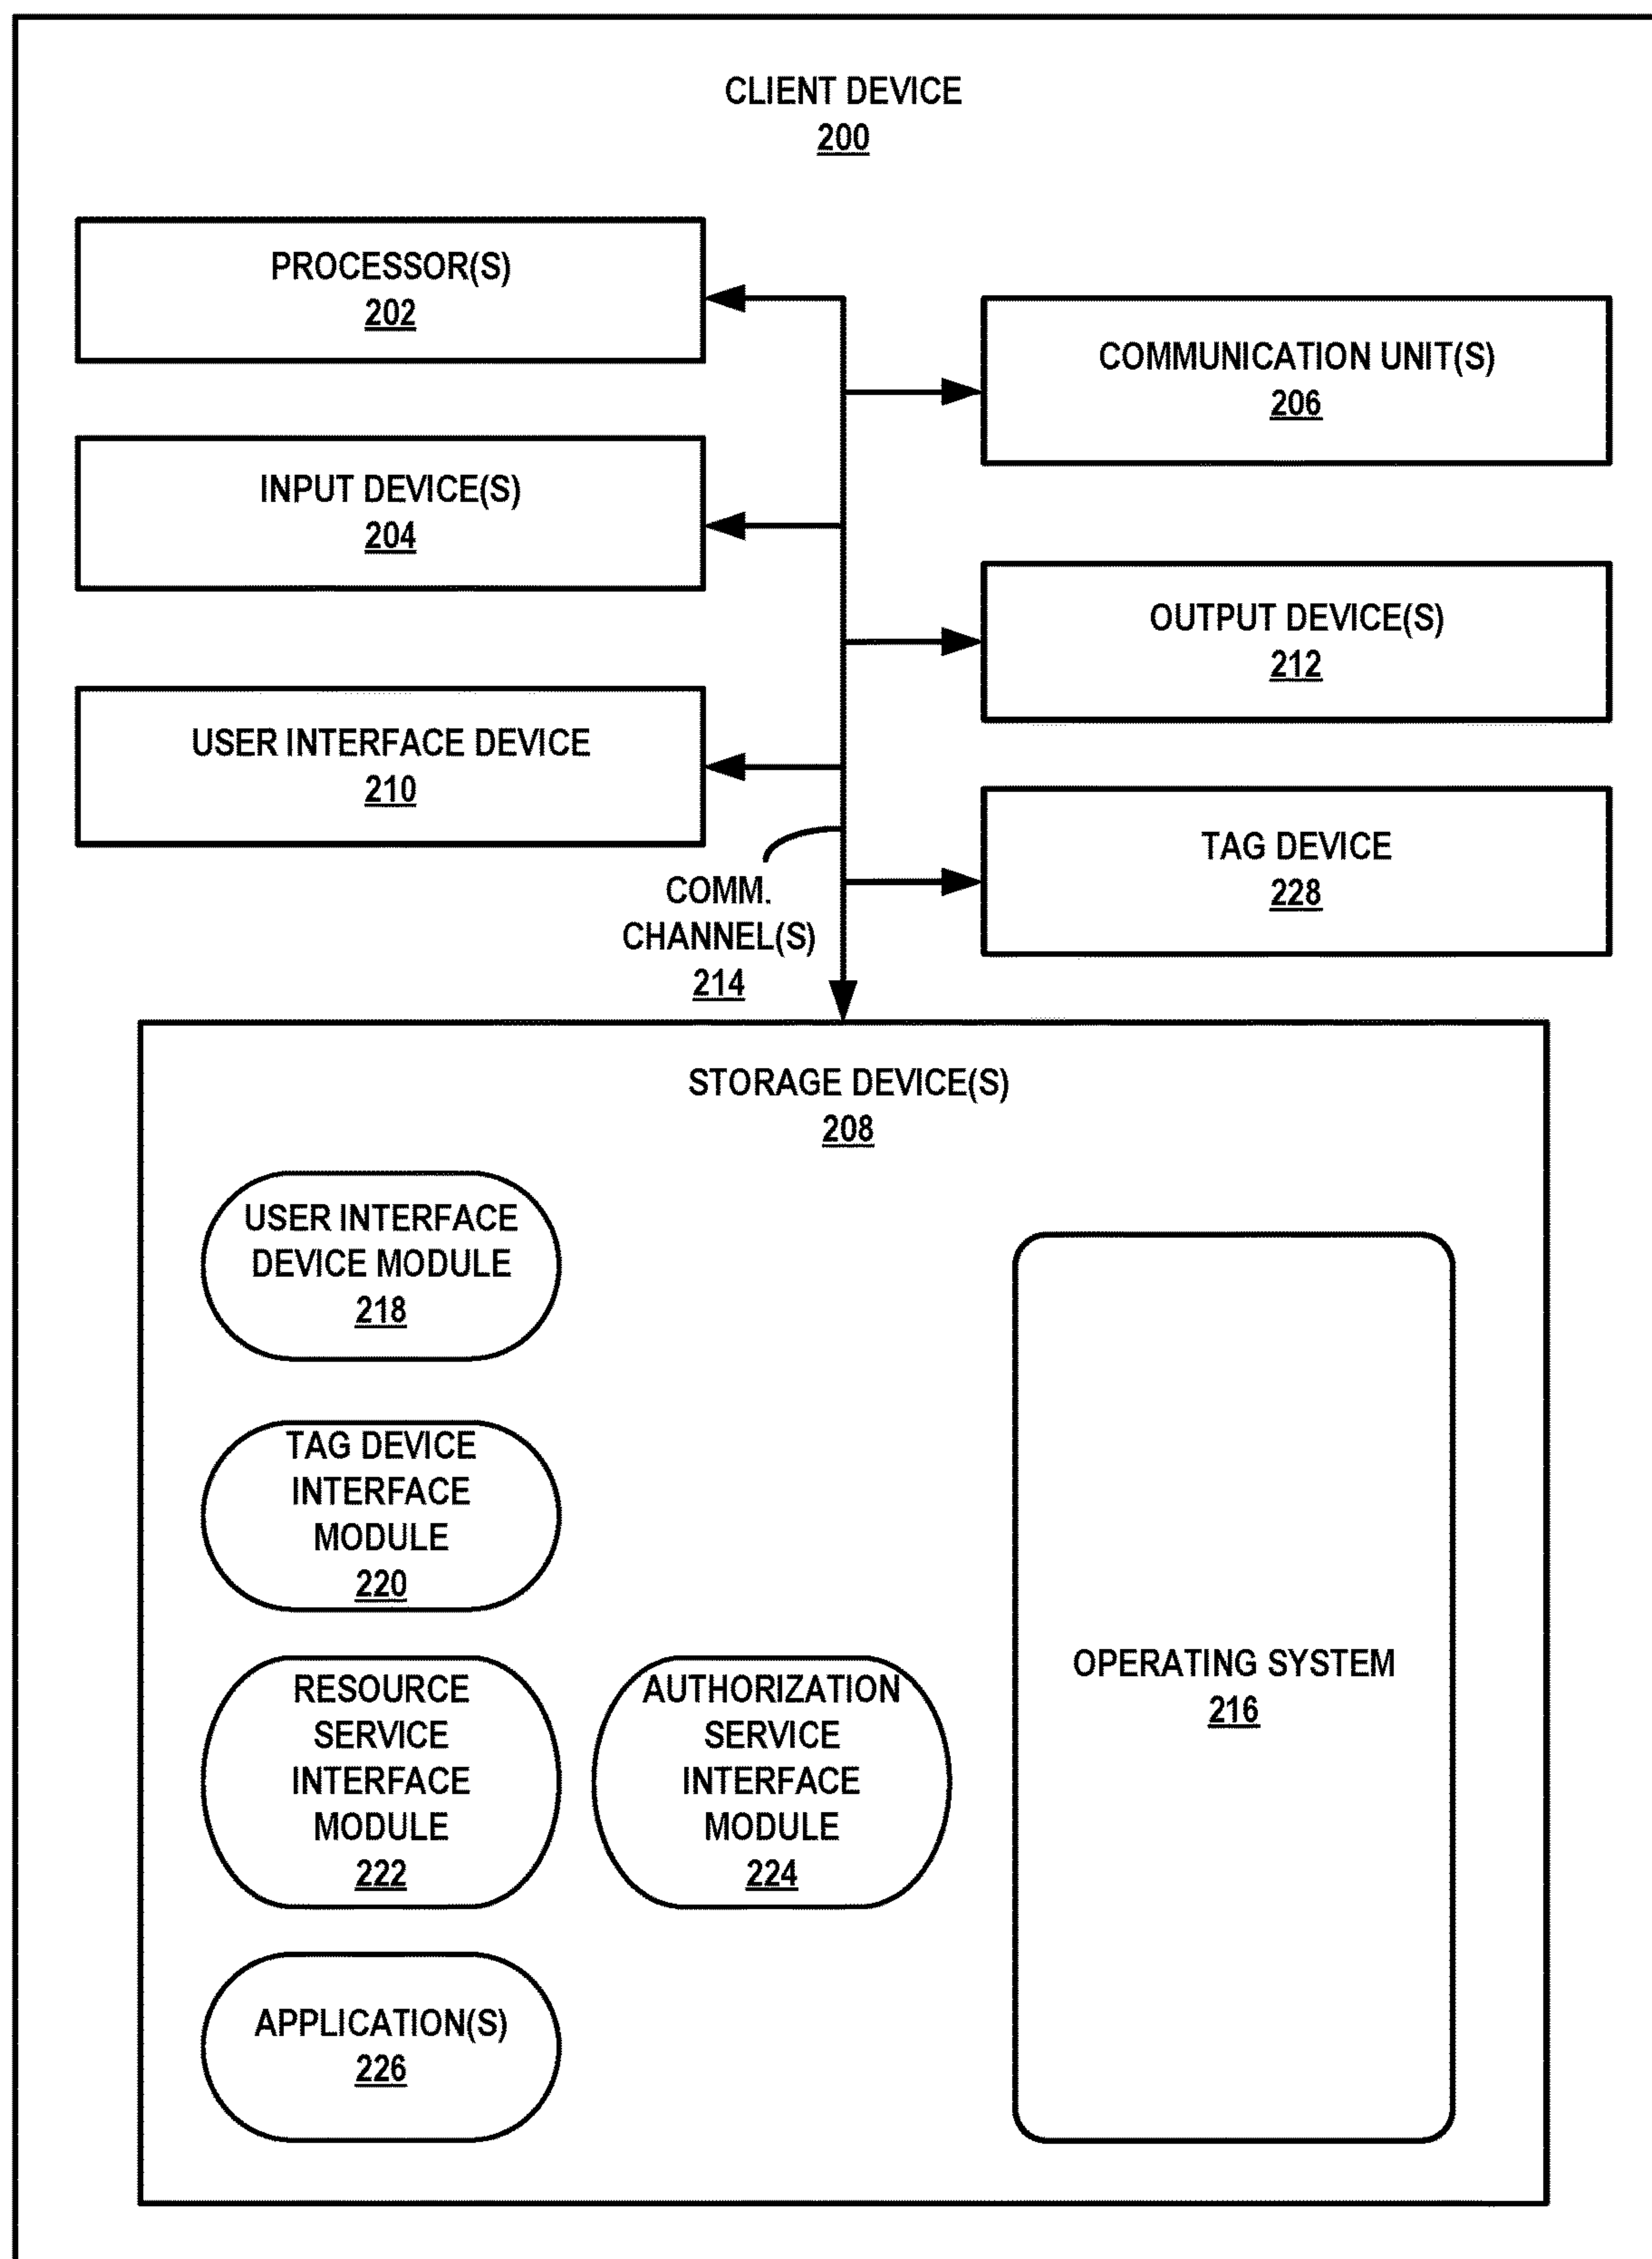 CLIENT DEVICE
200
PROCESSOR(S)
202
COMMUNICATION UNIT(S)
206
INPUT DEVICE(S)
204
OUTPUT DEVICE(S)
212
USER INTERFACE DEVICE
210
TAG DEVICE
228
COMM.
CHANNEL(S)
214
STORAGE DEVICE(S)
208
USER INTERFACE
DEVICE MODULE
218
TAG DEVICE
INTERFACE
MODULE
220
RESOURCE
SERVICE
INTERFACE
MODULE
222
AUTHORIZATION
SERVICE
INTERFACE
MODULE
224
OPERATING SYSTEM
216
APPLICATION(S)
226